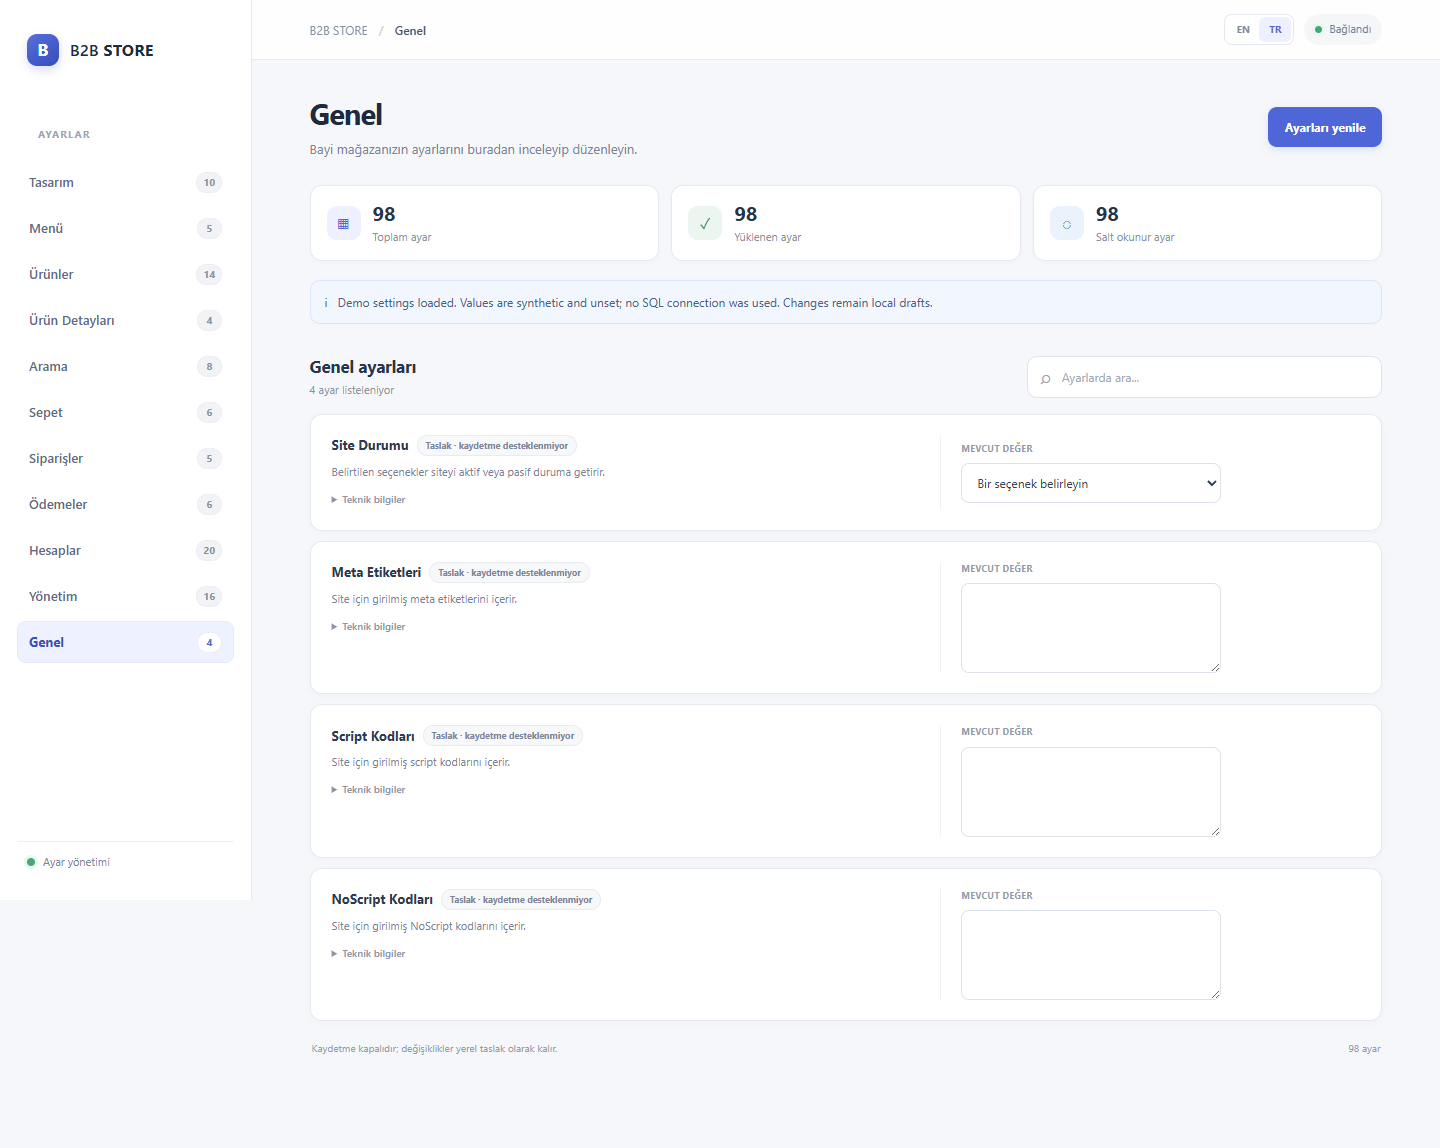 B B2B STORE
AYARLAR
Tasarım 10
Menü 5
Ürünler 14
Ürün Detayları 4
Arama 8
Sepet 6
Siparişler 5
Ödemeler 6
Hesaplar 20
Yönetim 16
Genel 4
Ayar yönetimi
B2B STORE / Genel
EN TR Bağlandı
Genel
Bayi mağazanızın ayarlarını buradan inceleyip düzenleyin.
Ayarları yenile
98
Toplam ayar
98
Yüklenen ayar
98
Salt okunur ayar
i Demo settings loaded. Values are synthetic and unset; no SQL connection was used. Changes remain local drafts.
Genel ayarları
4 ayar listeleniyor
Ayarlarda ara...
Site Durumu Taslak · kaydetme desteklenmiyor
Belirtilen seçenekler siteyi aktif veya pasif duruma getirir.
Teknik bilgiler
MEVCUT DEĞER
Bir seçenek belirleyin
Meta Etiketleri Taslak · kaydetme desteklenmiyor
Site için girilmiş meta etiketlerini içerir.
Teknik bilgiler
MEVCUT DEĞER
Script Kodları Taslak · kaydetme desteklenmiyor
Site için girilmiş script kodlarını içerir.
Teknik bilgiler
MEVCUT DEĞER
NoScript Kodları Taslak · kaydetme desteklenmiyor
Site için girilmiş NoScript kodlarını içerir.
Teknik bilgiler
MEVCUT DEĞER
Kaydetme kapalıdır; değişiklikler yerel taslak olarak kalır.
98 ayar